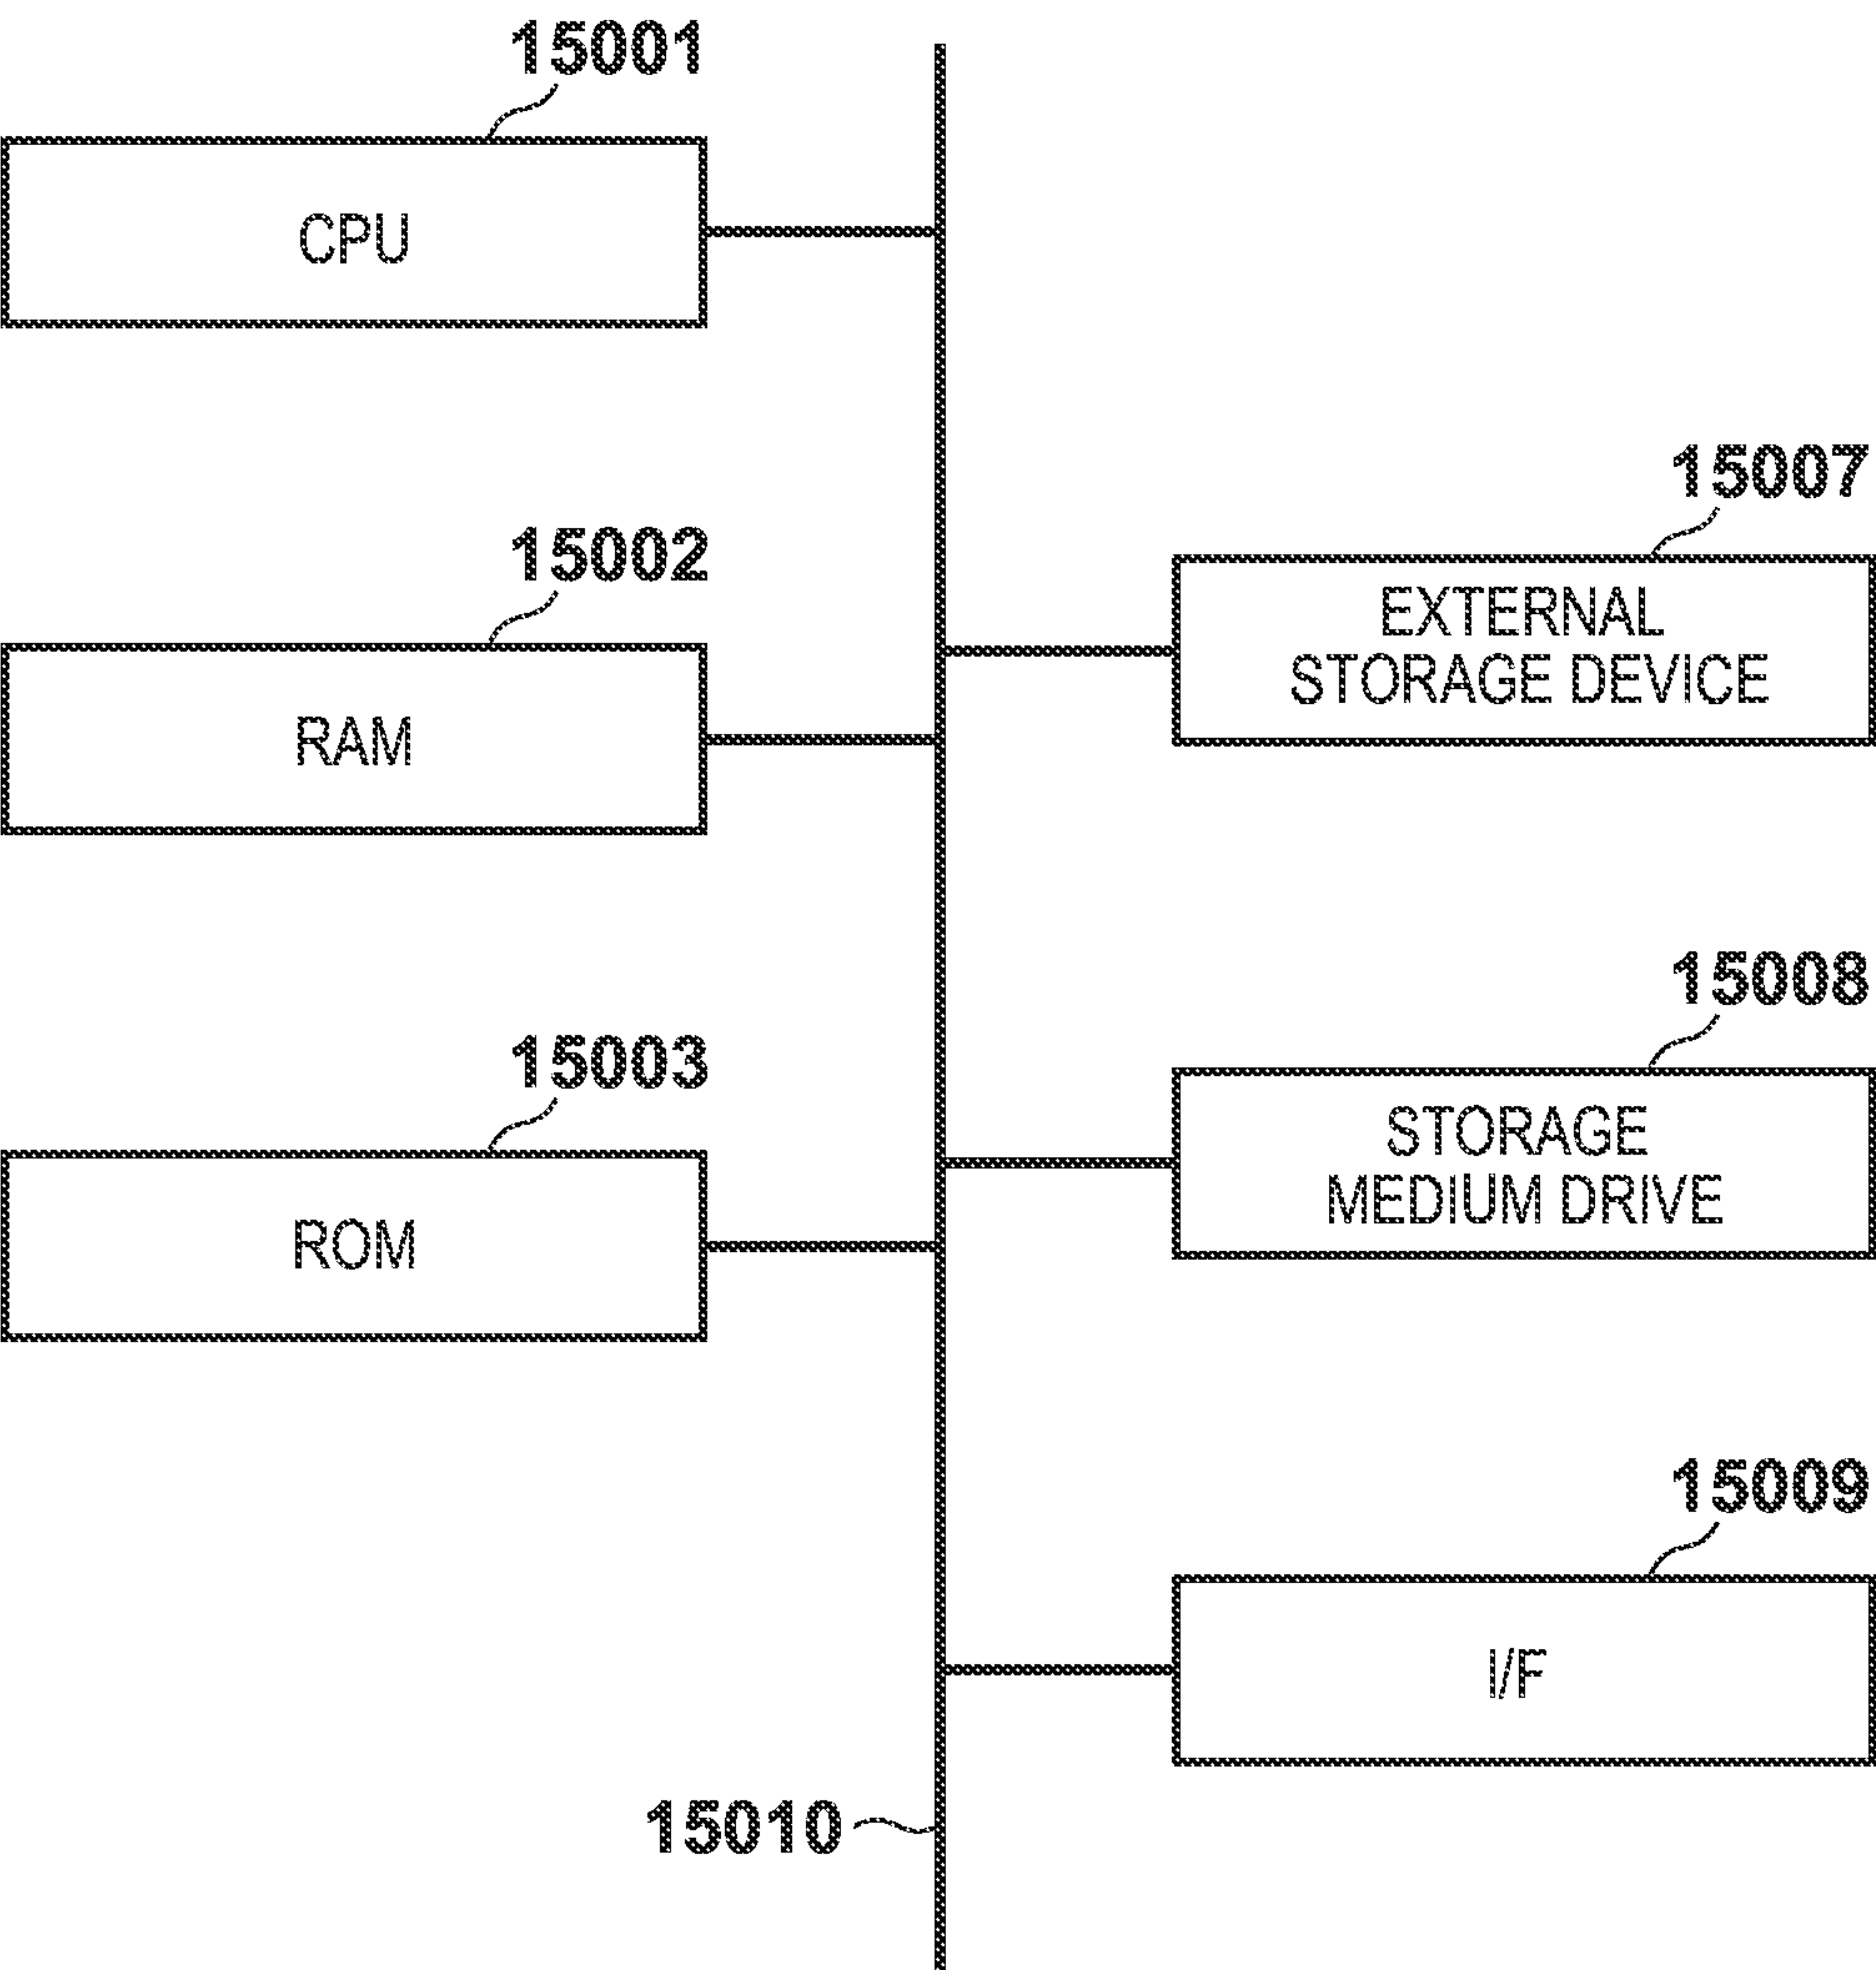 15001
CPU
15002
RAM
15003
ROM
15007
EXTERNAL
STORAGE DEVICE
15008
STORAGE
MEDIUM DRIVE
15009
I/F
15010